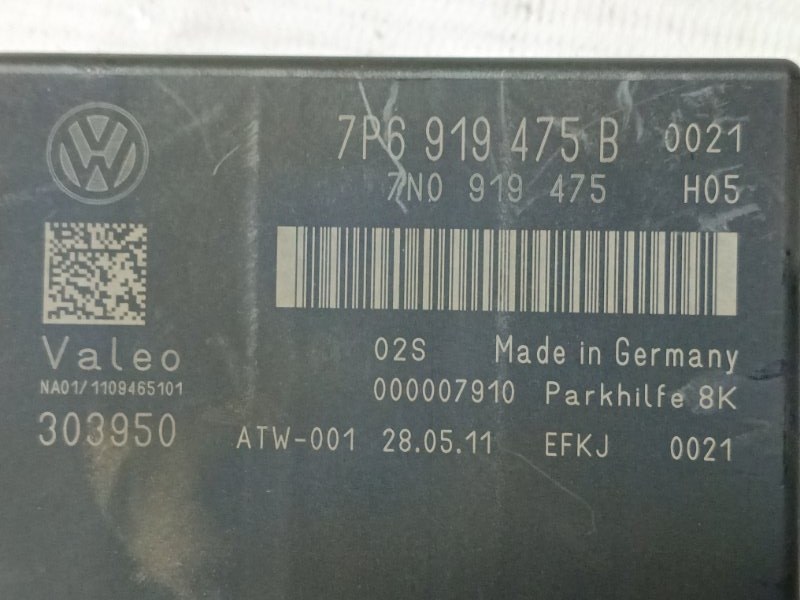 7P6 919 475 B 0021
7N0 919 475 H05
Valeo
NA01/1109465101
303950
02S Made in Germany
000007910 Parkhilfe 8K
ATW-001 28.05.11 EFKJ 0021